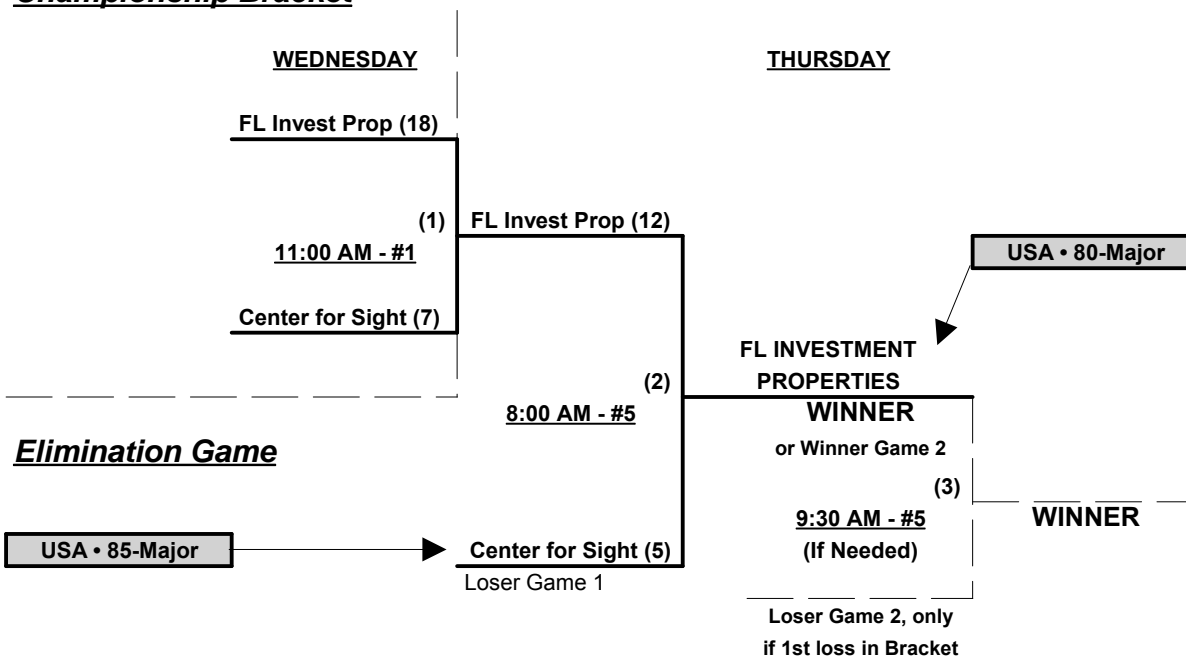 Championship Bracket
WEDNESDAY
THURSDAY
FL Invest Prop (18)
(1)
FL Invest Prop (12)
11:00 AM - #1
USA • 80-Major
Center for Sight (7)
FL INVESTMENT
PROPERTIES
(2)
8:00 AM - #5
WINNER
or Winner Game 2
Elimination Game
(3)
9:30 AM - #5
(If Needed)
WINNER
USA • 85-Major
Center for Sight (5)
Loser Game 1
Loser Game 2, only
if 1st loss in Bracket